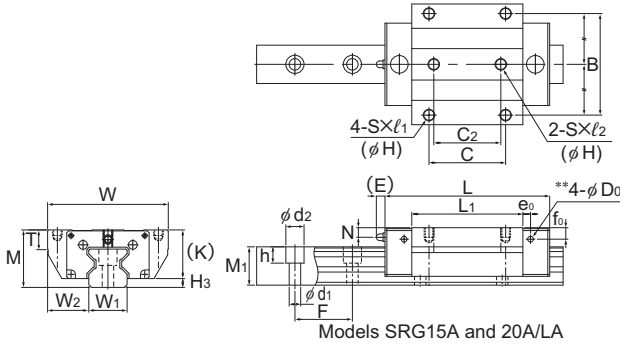 B
4-S×ℓ1
(φH)
C2
C
2-S×ℓ2
(φH)
W
T
M
(K)
H3
W2
W1
(E)
L
L1
e0
**4-φD0
f0
φd2
N
M1
h
φd1
F
Models SRG15A and 20A/LA